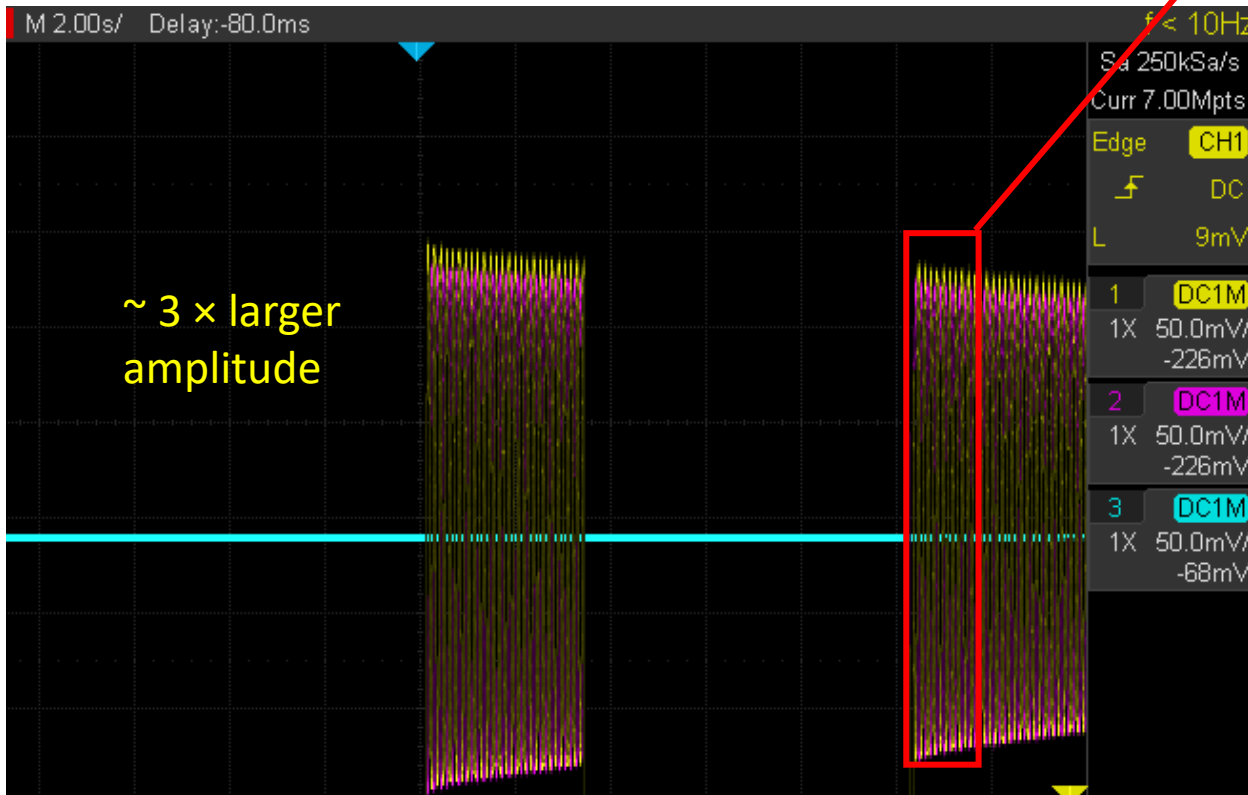 M 2.00s/ Delay:-80.0ms
f < 10Hz
Sa 250kSa/s
Curr 7.00Mpts
Edge CH1
DC
L 9mV
1 DC1M
1X 50.0mV/
-226mV
2 DC1M
1X 50.0mV/
-226mV
3 DC1M
1X 50.0mV/
-68mV
~ 3 × larger
amplitude